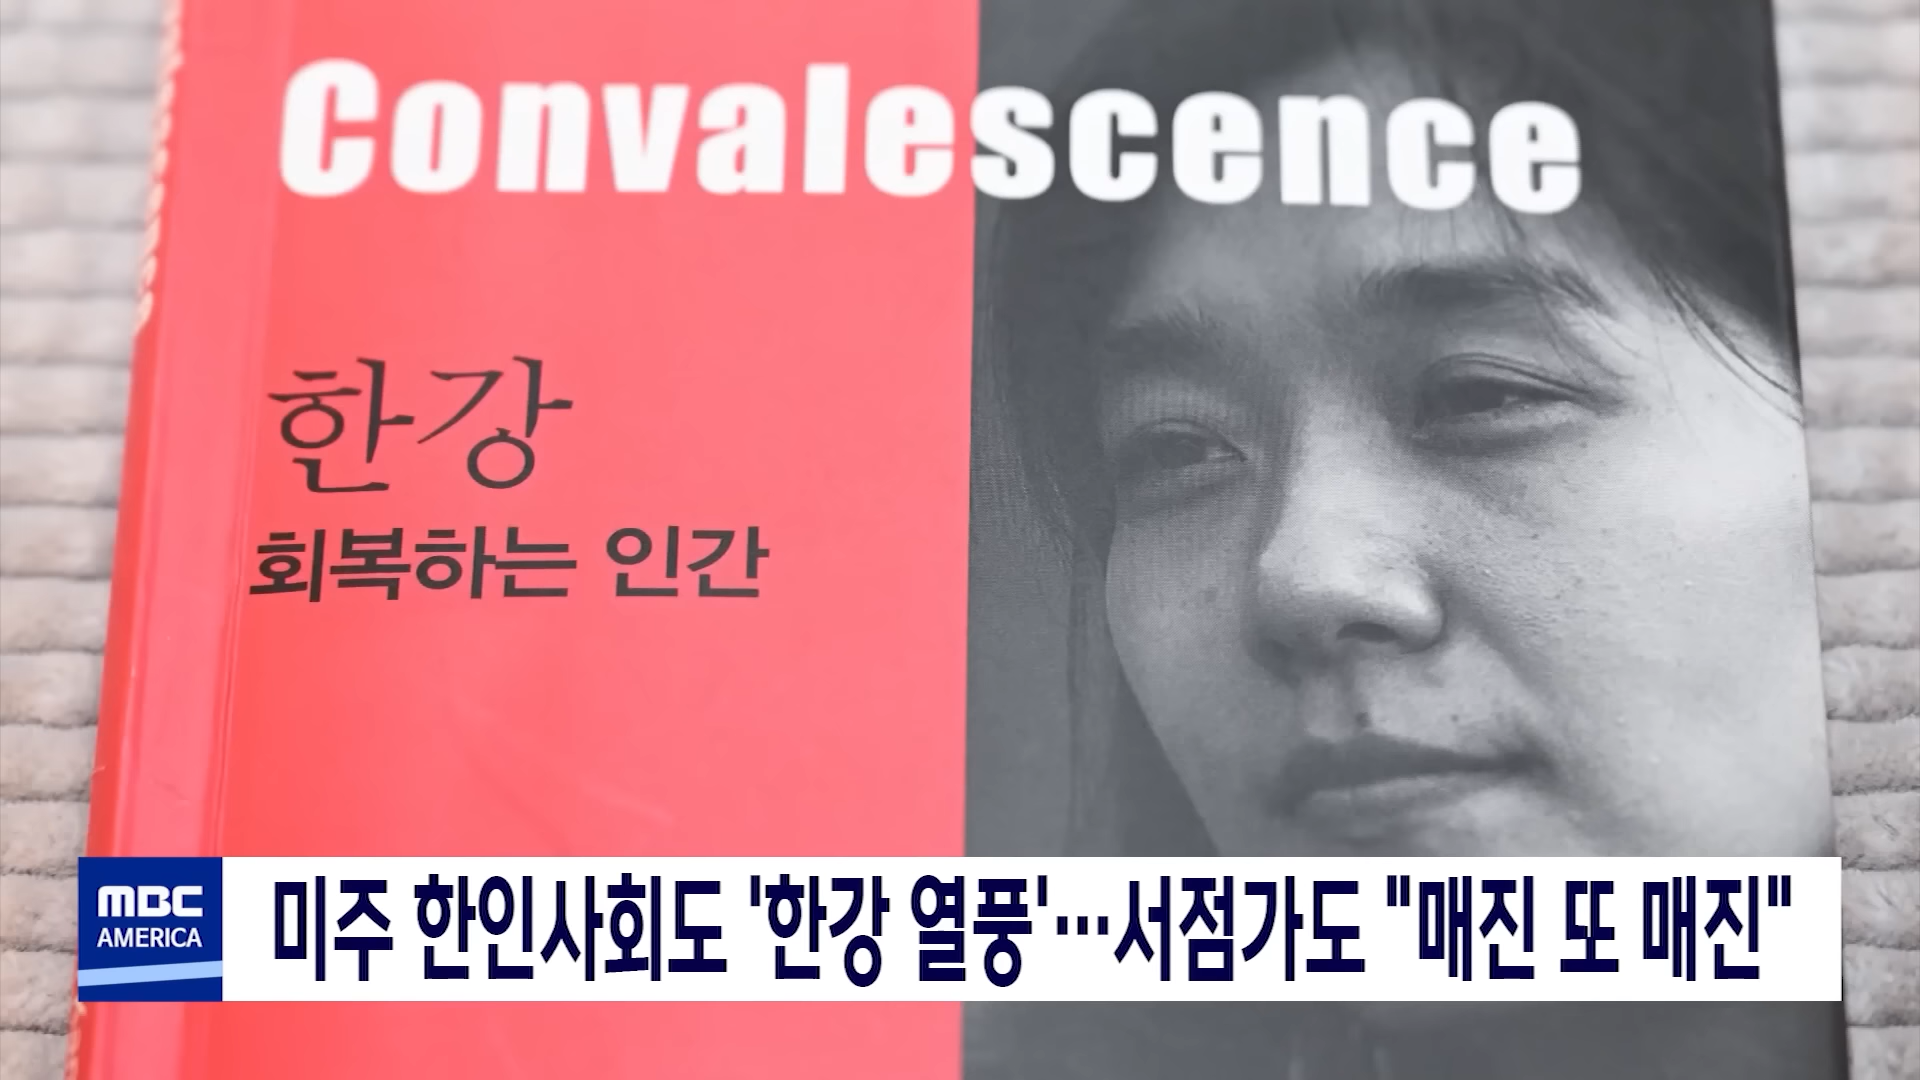 Convalescence
한강
회복하는 인간
MBC
AMERICA
미주 한인사회도 '한강 열풍'…서점가도 "매진 또 매진"